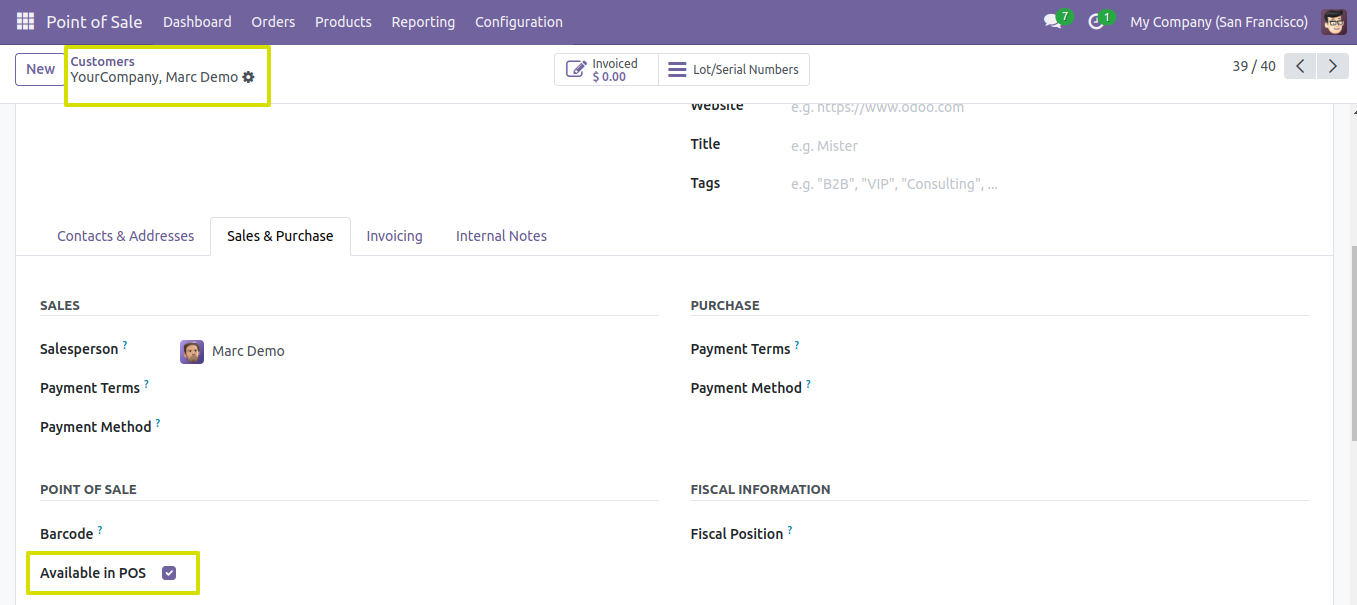 Point of Sale Dashboard Orders Products Reporting Configuration 7 1 My Company (San Francisco)
New
Customers
YourCompany, Marc Demo
Invoiced
$ 0.00
Lot/Serial Numbers
39 / 40
Website e.g. https://www.odoo.com
Title e.g. Mister
Tags e.g. "B2B", "VIP", "Consulting", ...
Contacts & Addresses Sales & Purchase Invoicing Internal Notes
SALES
Salesperson ? Marc Demo
Payment Terms ?
Payment Method ?
PURCHASE
Payment Terms ?
Payment Method ?
POINT OF SALE
Barcode ?
Available in POS
FISCAL INFORMATION
Fiscal Position ?